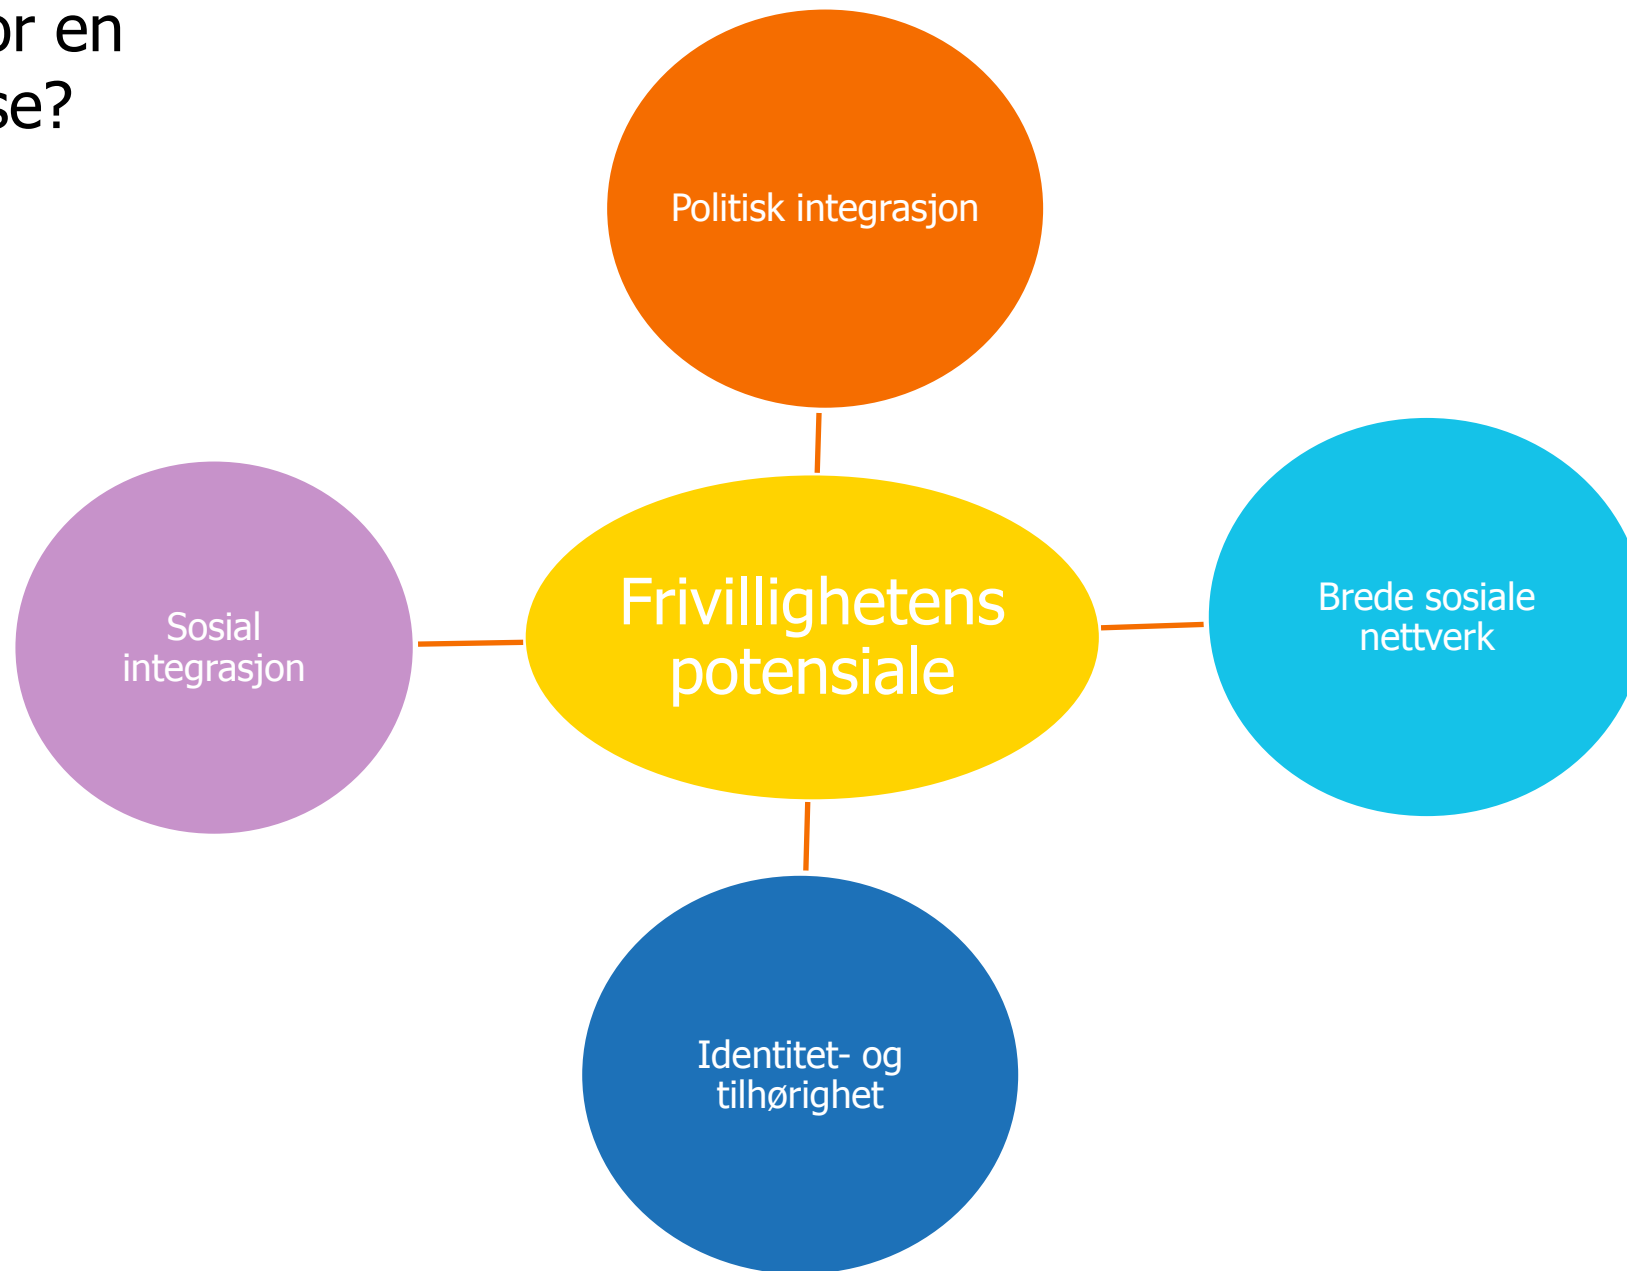 or en
se?
Politisk integrasjon
Sosial
integrasjon
Frivillighetens
potensiale
Brede sosiale
nettverk
Identitet- og
tilhørighet